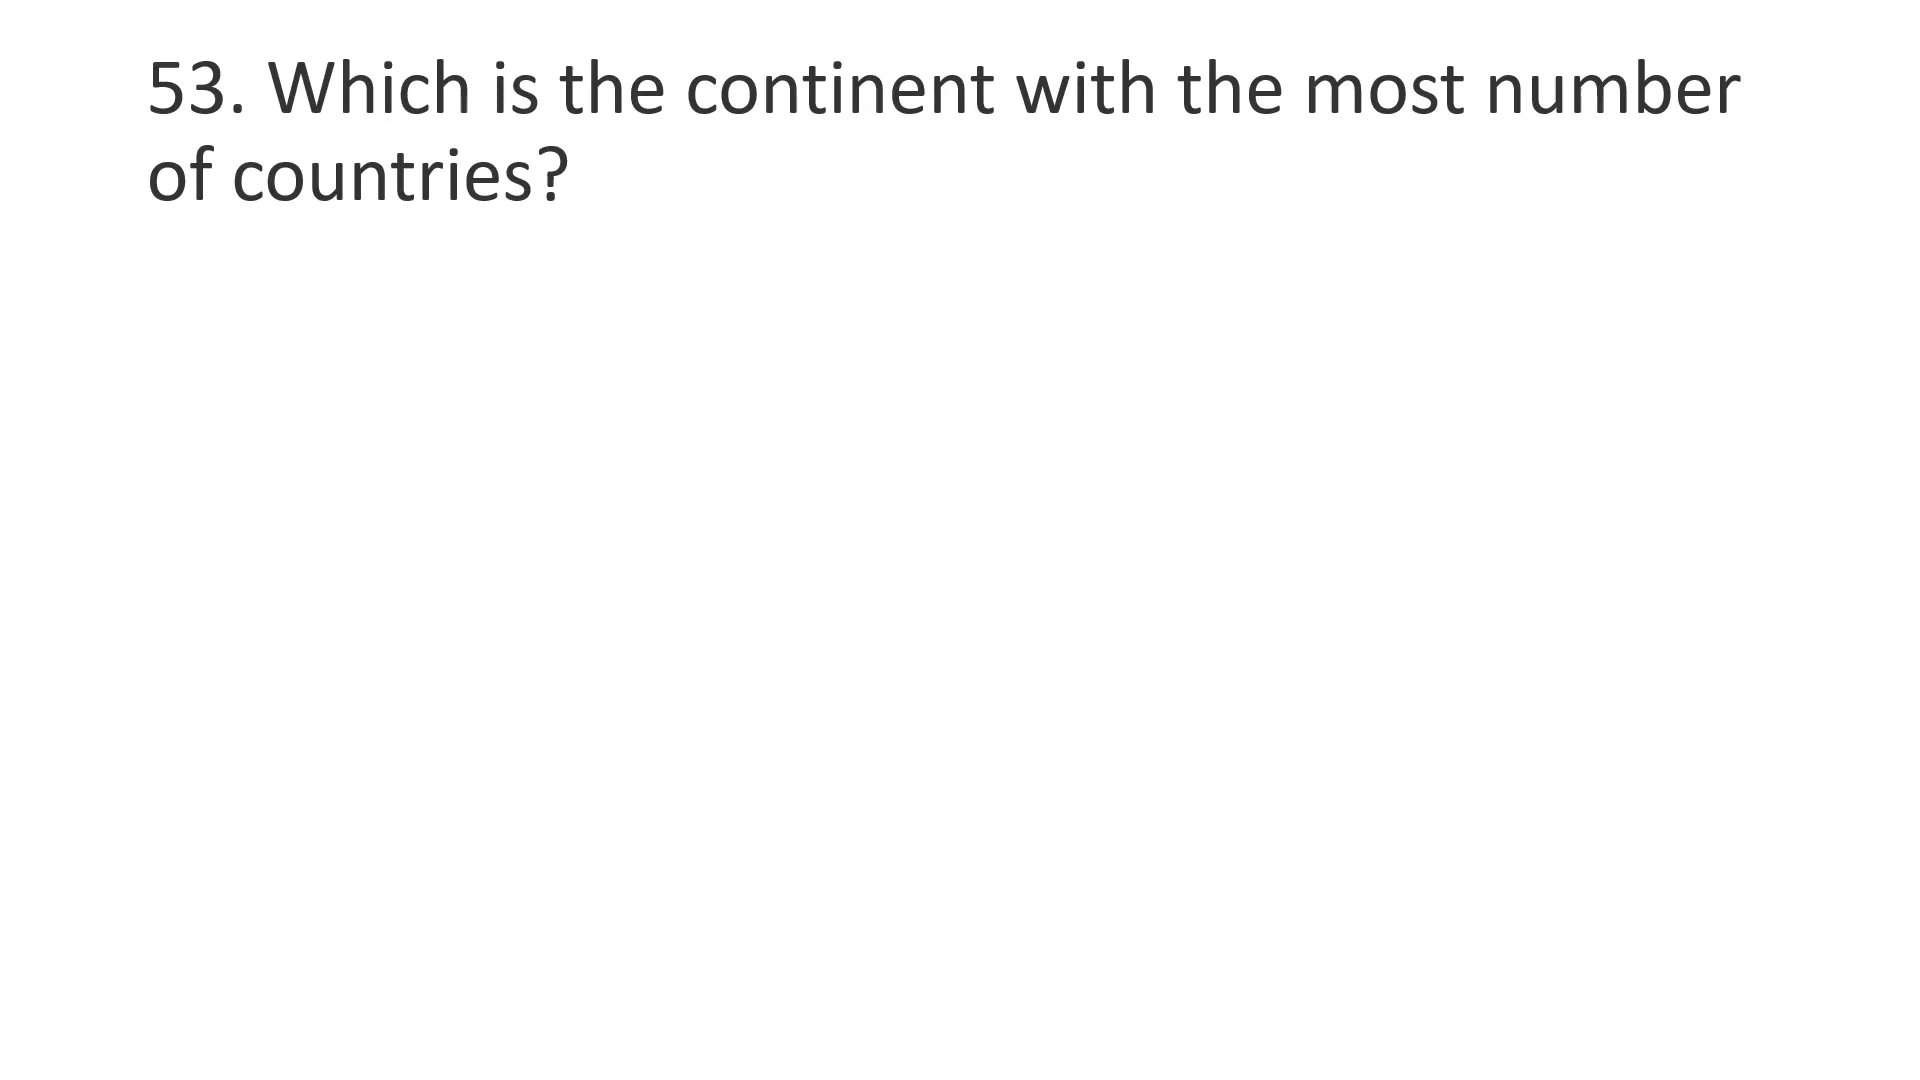 53. Which is the continent with the most number
of countries?